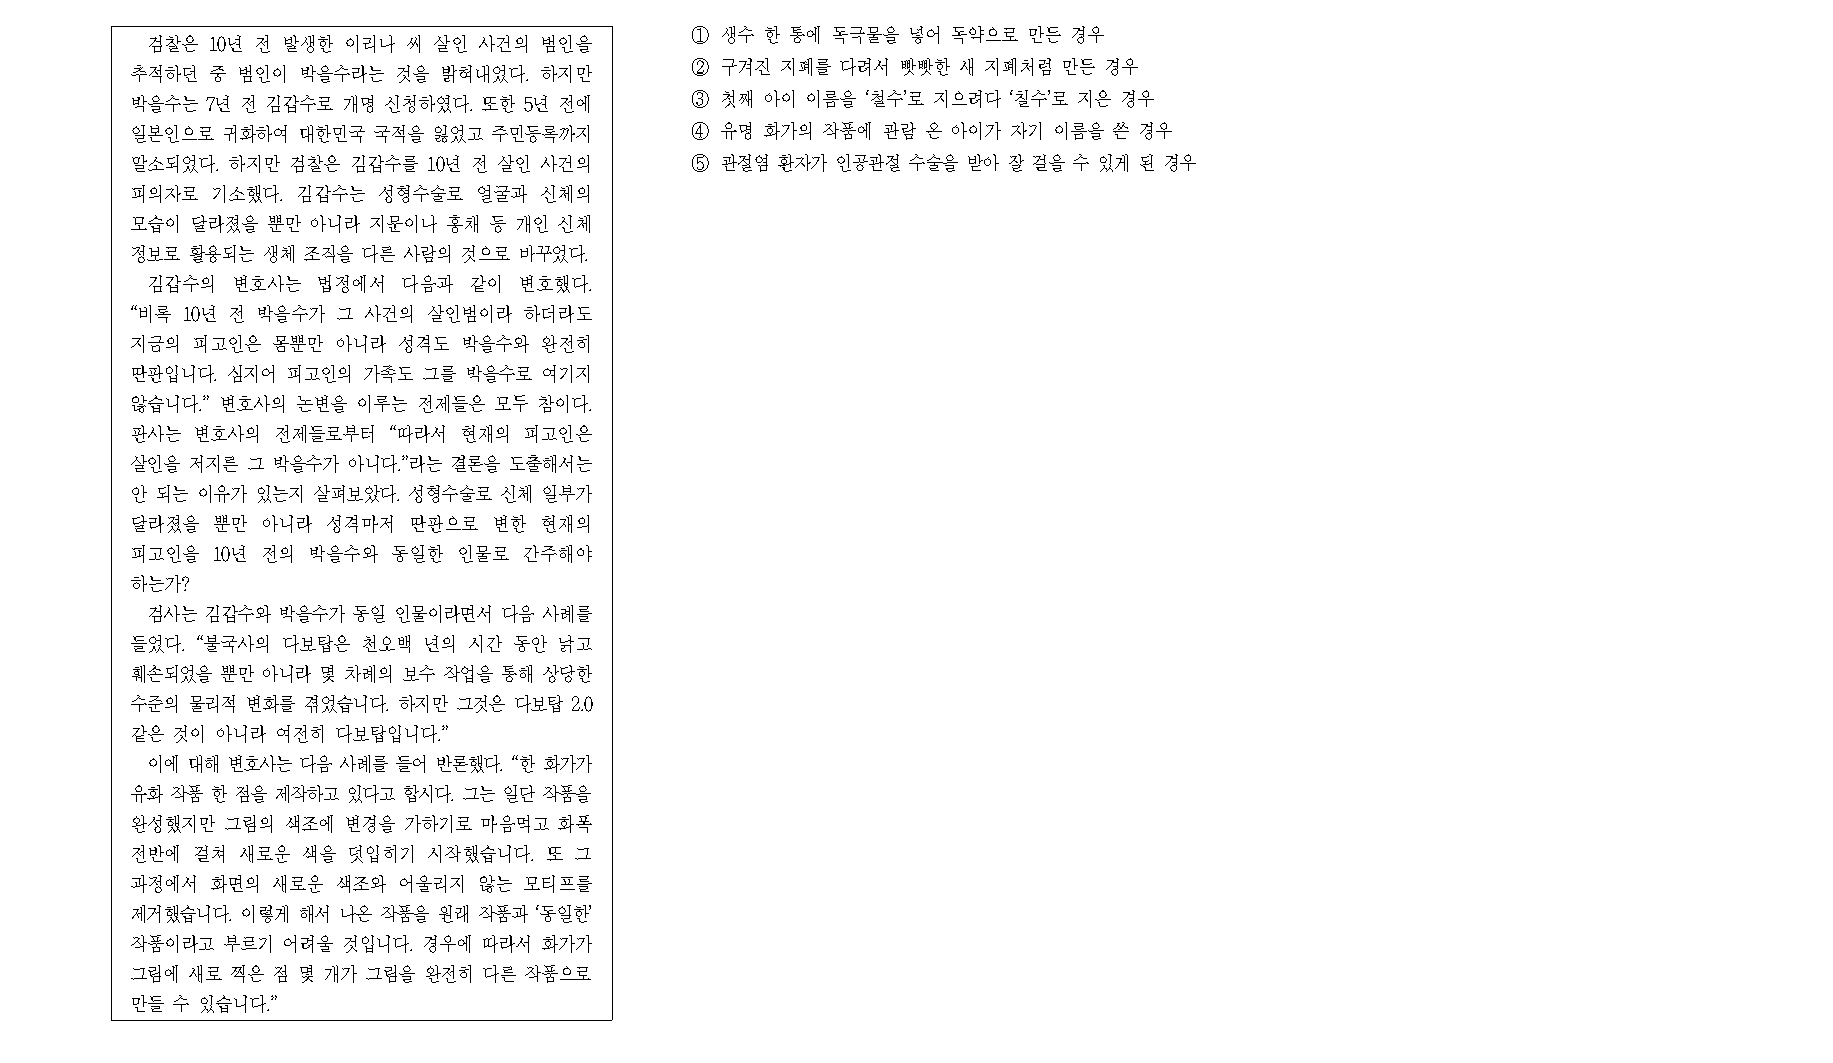 검찰은 10년 전 발생한 이리나 씨 살인 사건의 범인을
추적하던 중 범인이 박을수라는 것을 밝혀내었다. 하지만
박을수는 7년 전 김갑수로 개명 신청하였다. 또한 5년 전에
일본인으로 귀화하여 대한민국 국적을 잃었고 주민등록까지
말소되었다. 하지만 검찰은 김갑수를 10년 전 살인 사건의
피의자로 기소했다. 김갑수는 성형수술로 얼굴과 신체의
모습이 달라졌을 뿐만 아니라 지문이나 홍채 등 개인 신체
정보로 활용되는 생체 조직을 다른 사람의 것으로 바꾸었다.
김갑수의 변호사는 법정에서 다음과 같이 변호했다.
“비록 10년 전 박을수가 그 사건의 살인범이라 하더라도
지금의 피고인은 몸뿐만 아니라 성격도 박을수와 완전히
딴판입니다. 심지어 피고인의 가족도 그를 박을수로 여기지
않습니다.” 변호사의 논변을 이루는 전제들은 모두 참이다.
판사는 변호사의 전제들로부터 “따라서 현재의 피고인은
살인을 저지른 그 박을수가 아니다.”라는 결론을 도출해서는
안 되는 이유가 있는지 살펴보았다. 성형수술로 신체 일부가
달라졌을 뿐만 아니라 성격마저 딴판으로 변한 현재의
피고인을 10년 전의 박을수와 동일한 인물로 간주해야
하는가?
검사는 김갑수와 박을수가 동일 인물이라면서 다음 사례를
들었다. “불국사의 다보탑은 천오백 년의 시간 동안 낡고
훼손되었을 뿐만 아니라 몇 차례의 보수 작업을 통해 상당한
수준의 물리적 변화를 겪었습니다. 하지만 그것은 다보탑 2.0
같은 것이 아니라 여전히 다보탑입니다.”
이에 대해 변호사는 다음 사례를 들어 반론했다. “한 화가가
유화 작품 한 점을 제작하고 있다고 합시다. 그는 일단 작품을
완성했지만 그림의 색조에 변경을 가하기로 마음먹고 화폭
전반에 걸쳐 새로운 색을 덧입히기 시작했습니다. 또 그
과정에서 화면의 새로운 색조와 어울리지 않는 모티프를
제거했습니다. 이렇게 해서 나온 작품을 원래 작품과 ‘동일한’
작품이라고 부르기 어려울 것입니다. 경우에 따라서 화가가
그림에 새로 찍은 점 몇 개가 그림을 완전히 다른 작품으로
만들 수 있습니다.”
① 생수 한 통에 독극물을 넣어 독약으로 만든 경우
② 구겨진 지폐를 다려서 빳빳한 새 지폐처럼 만든 경우
③ 첫째 아이 이름을 ‘철수’로 지으려다 ‘칠수’로 지은 경우
④ 유명 화가의 작품에 관람 온 아이가 자기 이름을 쓴 경우
⑤ 관절염 환자가 인공관절 수술을 받아 잘 걸을 수 있게 된 경우